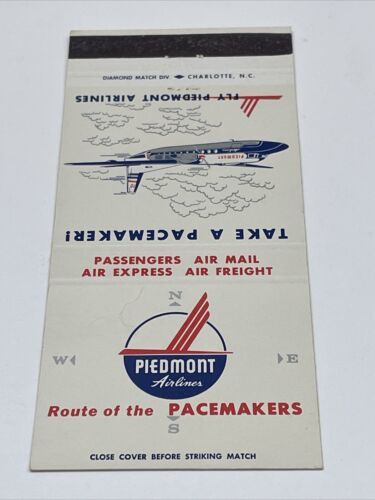 DIAMOND MATCH DIV. CHARLOTTE, N.C.
FLY PIEDMONT AIRLINES
PIEDMONT
TAKE A PACEMAKER!
PASSENGERS AIR MAIL
AIR EXPRESS AIR FREIGHT
N
W E
PIEDMONT
Airlines
Route of the PACEMAKERS
S
CLOSE COVER BEFORE STRIKING MATCH